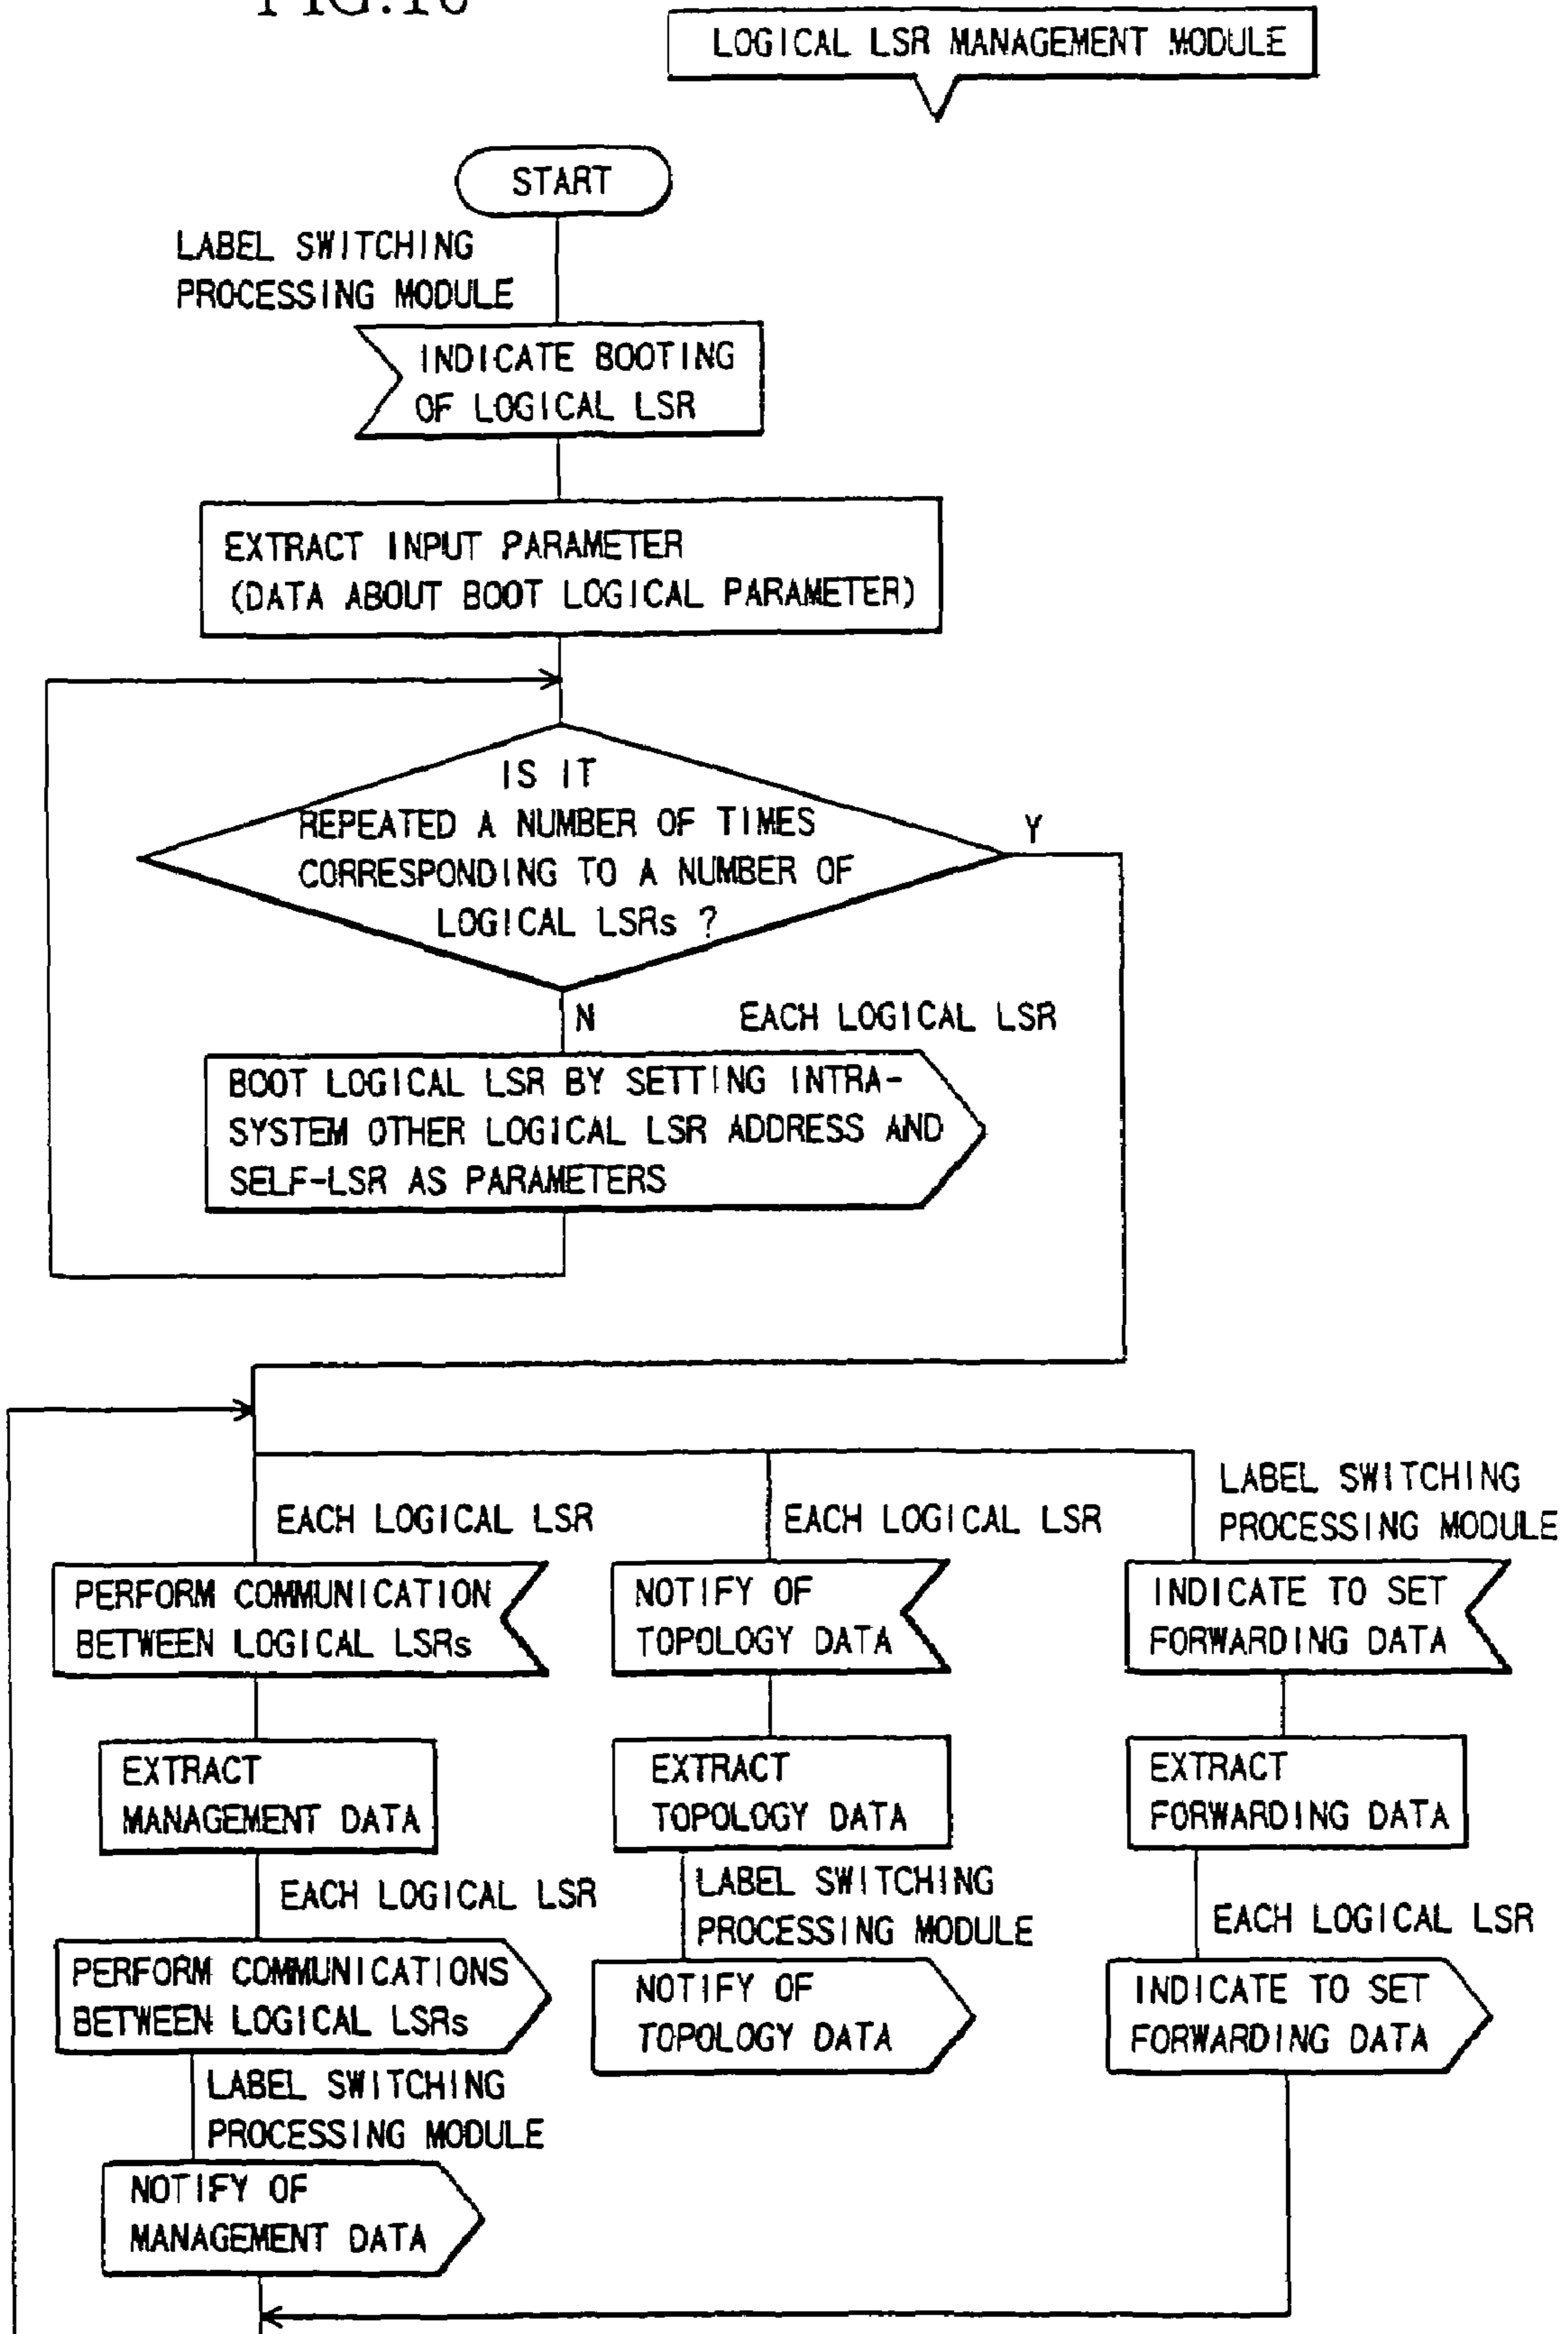 LOGICAL LSR MANAGEMENT MODULE
START
LABEL SWITCHING
PROCESSING MODULE
INDICATE BOOTING
OF LOGICAL LSR
EXTRACT INPUT PARAMETER
(DATA ABOUT BOOT LOGICAL PARAMETER)
IS IT
REPEATED A NUMBER OF TIMES
CORRESPONDING TO A NUMBER OF
LOGICAL LSRs ?
Y
N
EACH LOGICAL LSR
BOOT LOGICAL LSR BY SETTING INTRA-
SYSTEM OTHER LOGICAL LSR ADDRESS AND
SELF-LSR AS PARAMETERS
EACH LOGICAL LSR
PERFORM COMMUNICATION
BETWEEN LOGICAL LSRs
EXTRACT
MANAGEMENT DATA
EACH LOGICAL LSR
PERFORM COMMUNICATIONS
BETWEEN LOGICAL LSRs
LABEL SWITCHING
PROCESSING MODULE
NOTIFY OF
MANAGEMENT DATA
EACH LOGICAL LSR
NOTIFY OF
TOPOLOGY DATA
EXTRACT
TOPOLOGY DATA
LABEL SWITCHING
PROCESSING MODULE
NOTIFY OF
TOPOLOGY DATA
LABEL SWITCHING
PROCESSING MODULE
INDICATE TO SET
FORWARDING DATA
EXTRACT
FORWARDING DATA
EACH LOGICAL LSR
INDICATE TO SET
FORWARDING DATA